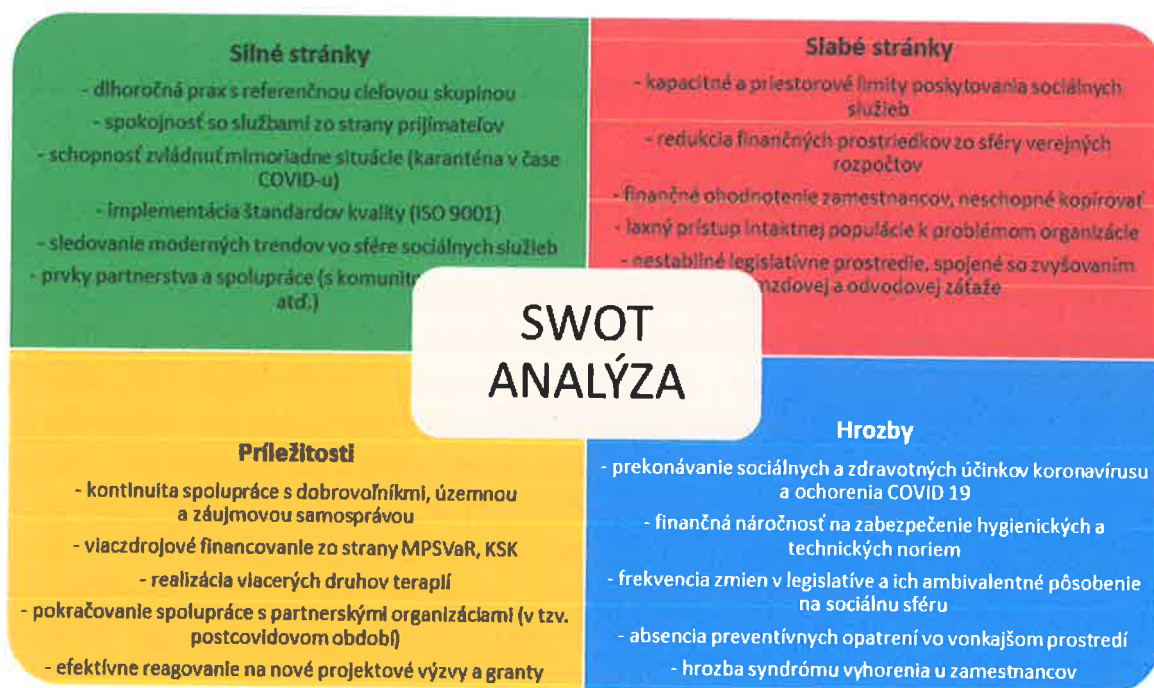 Silné stránky
- dlhoročná prax s referenčnou cieľovou skupinou
- spokojnosť so službami zo strany prijímateľov
- schopnosť zvládnuť mimoriadne situácie (karanténa v čase
COVID-u)
- implementácia štandardov kvality (ISO 9001)
- sledovanie moderných trendov vo sfére sociálnych služieb
- prvky partnerstva a spolupráce (s
atď.)
Slabé stránky
- kapacitné a priestorové limity poskytovania sociálnych
služieb
- redukcia finančných prostriedkov zo sféry verejných
rozpočtov
- finančné ohodnotenie zamestnancov, neschopné kopírovať
- laxný prístup intaktnej populácie k problémom organizácie
- nestabilné legislatívne prostredie, spojené so zvyšovaním
mzdovej a odvodovej záťaže
SWOT
ANALÝZA
Príležitosti
- kontinuita spolupráce s dobrovoľníkmi, územnou
a záujmovou samosprávou
- viaczdrojové financovanie zo strany MPSVaR, KSK
- realizácia viacerých druhov terapií
- pokračovanie spolupráce s partnerskými organizáciami (v tzv.
postcovidovom období)
- efektívne reagovanie na nové projektové výzvy a granty
Hrozby
- prekonávanie sociálnych a zdravotných účinkov koronavírusu
a ochorenia COVID 19
- finančná náročnosť na zabezpečenie hygienických a
technických noriem
- frekvencia zmien v legislatíve a ich ambivalentné pôsobenie
na sociálnu sféru
- absencia preventívnych opatrení vo vonkajšom prostredí
- hrozba syndrómu vyhorenia u zamestnancov